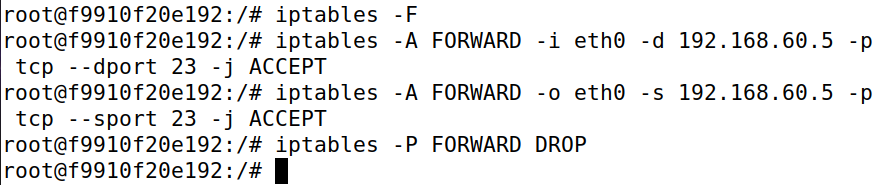 root@f9910f20e192:/# iptables -F
root@f9910f20e192:/# iptables -A FORWARD -i eth0 -d 192.168.60.5 -p
 tcp --dport 23 -j ACCEPT
root@f9910f20e192:/# iptables -A FORWARD -o eth0 -s 192.168.60.5 -p
 tcp --sport 23 -j ACCEPT
root@f9910f20e192:/# iptables -P FORWARD DROP
root@f9910f20e192:/#